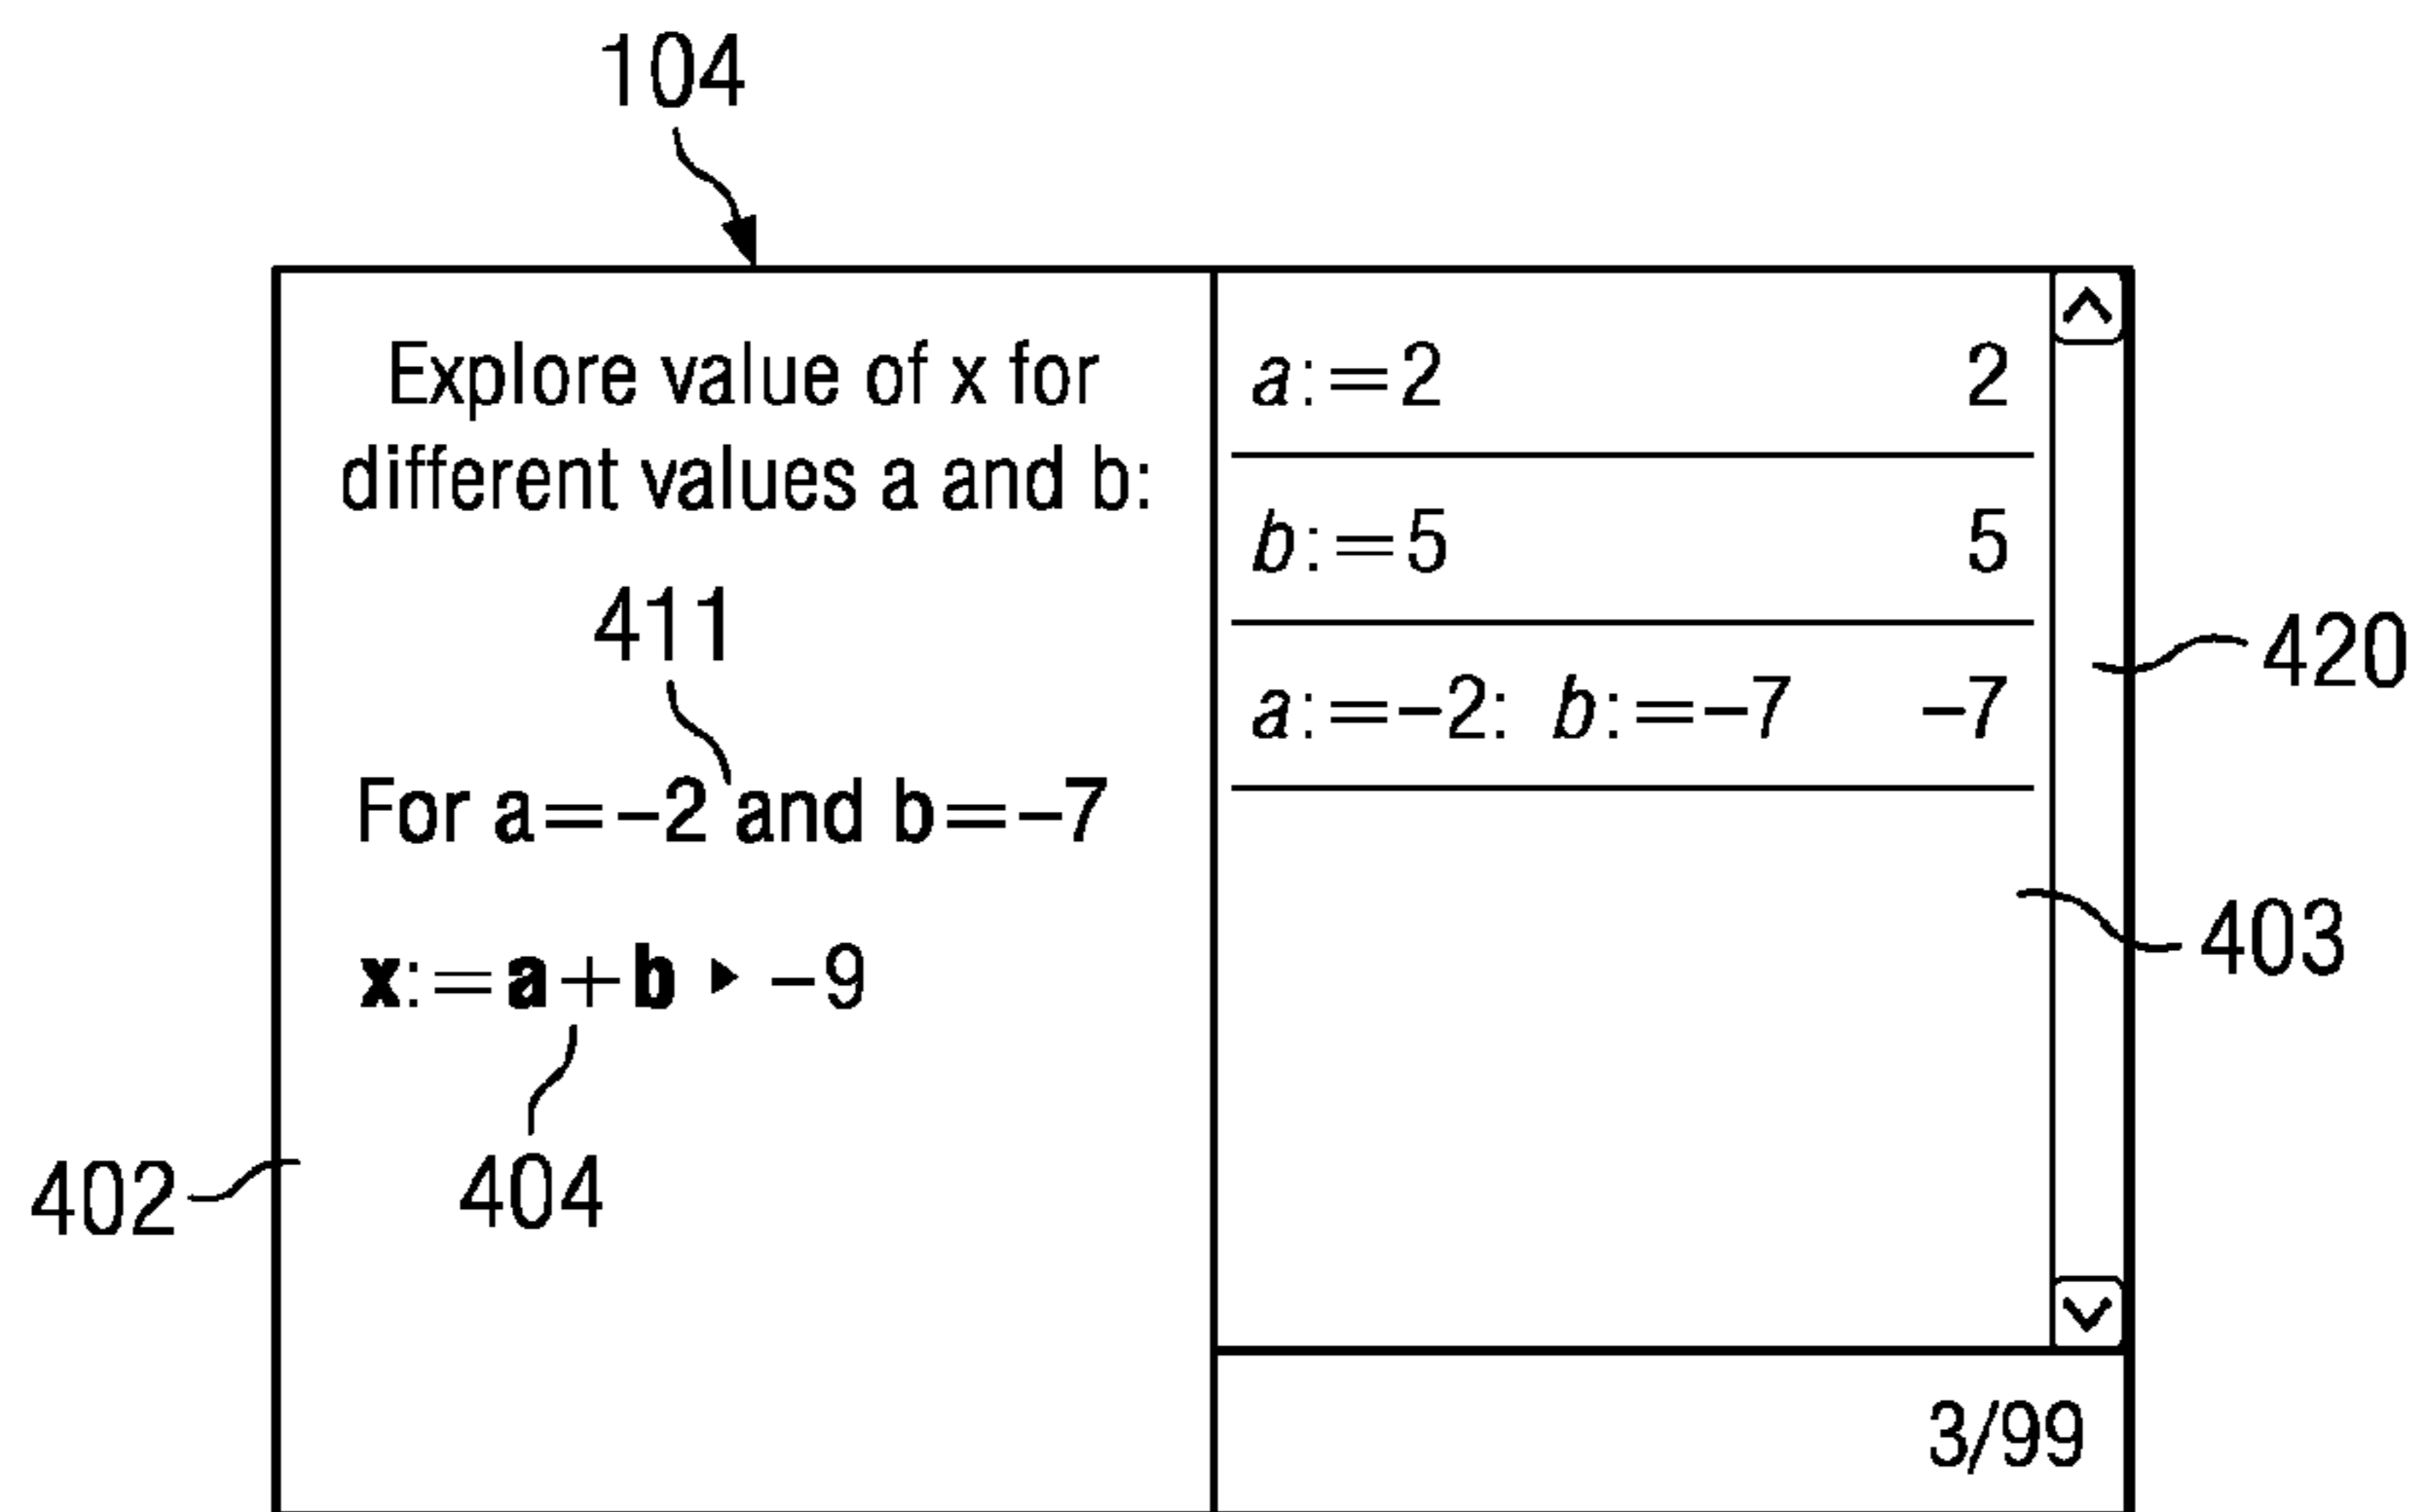 104
Explore value of x for
different values a and b:
411
For a=-2 and b=-7
x:=a+b ▶ -9
404
402
a:=2 2
b:=5 5
a:=-2: b:=-7 -7
420
403
3/99